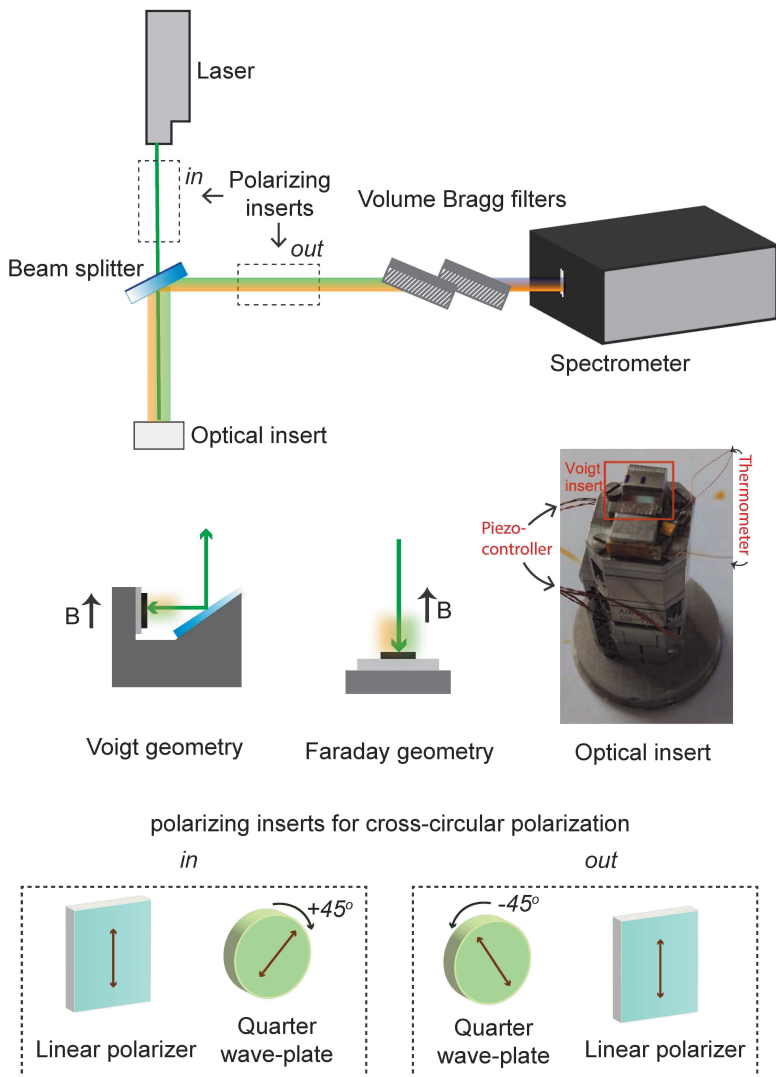 Laser
in
Polarizing
inserts
out
Volume Bragg filters
Beam splitter
Spectrometer
Optical insert
Voigt
insert
Thermometer
Piezo-
controller
B
B
Voigt geometry
Faraday geometry
Optical insert
polarizing inserts for cross-circular polarization
in
out
+45º
-45º
Linear polarizer
Quarter
wave-plate
Quarter
wave-plate
Linear polarizer